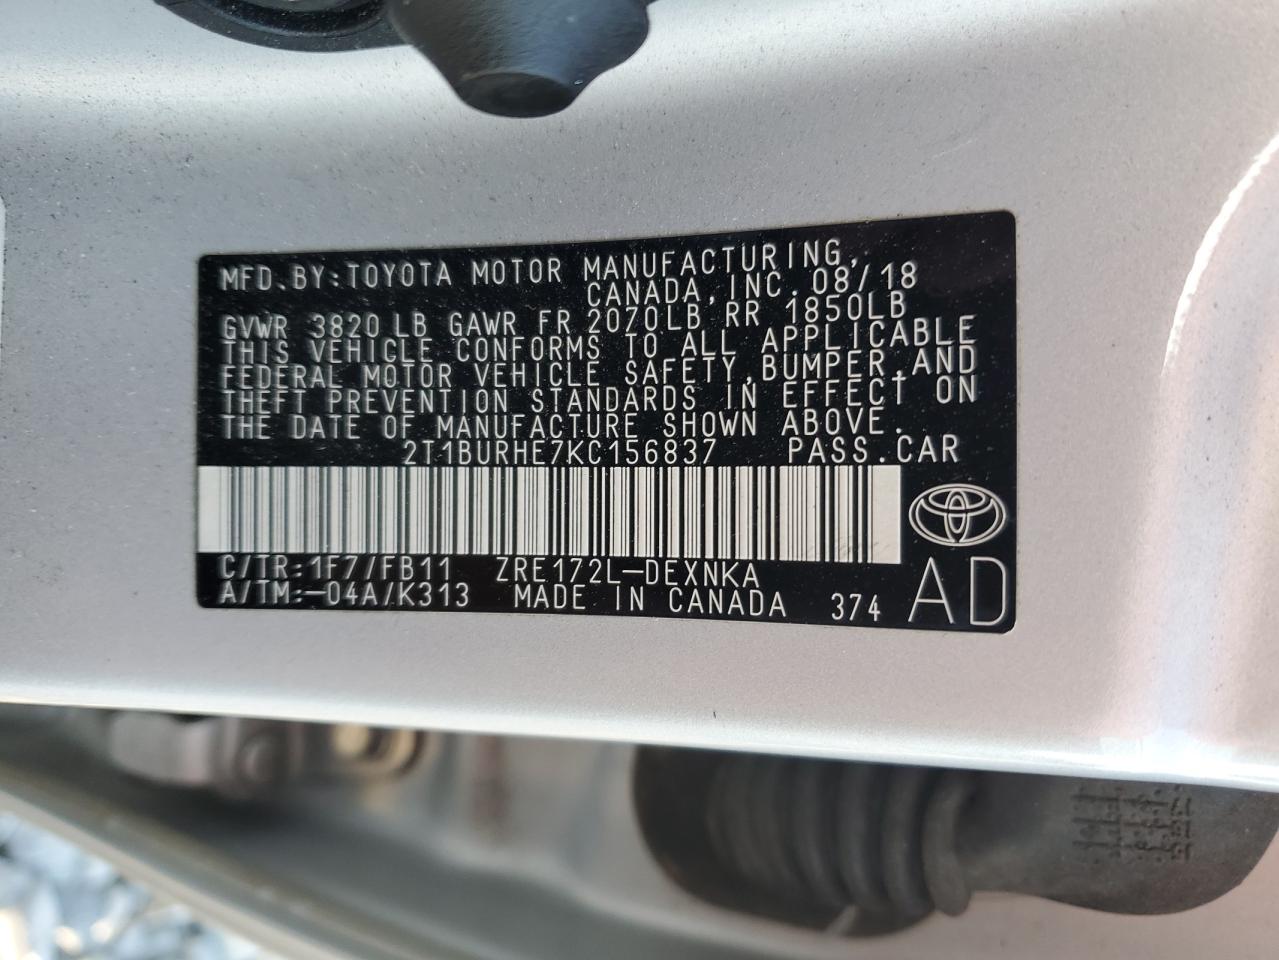 MFD.BY:TOYOTA MOTOR MANUFACTURING,
CANADA,INC.08/18
GVWR 3820LB GAWR FR 2070LB RR 1850LB
THIS VEHICLE CONFORMS TO ALL APPLICABLE
FEDERAL MOTOR VEHICLE SAFETY,BUMPER,AND
THEFT PREVENTION STANDARDS IN EFFECT ON
THE DATE OF MANUFACTURE SHOWN ABOVE.
2T1BURHE7KC156837 PASS.CAR
C/TR:1F7/FB11 ZRE172L-DEXNKA
A/TM:-04A/K313 MADE IN CANADA 374 AD